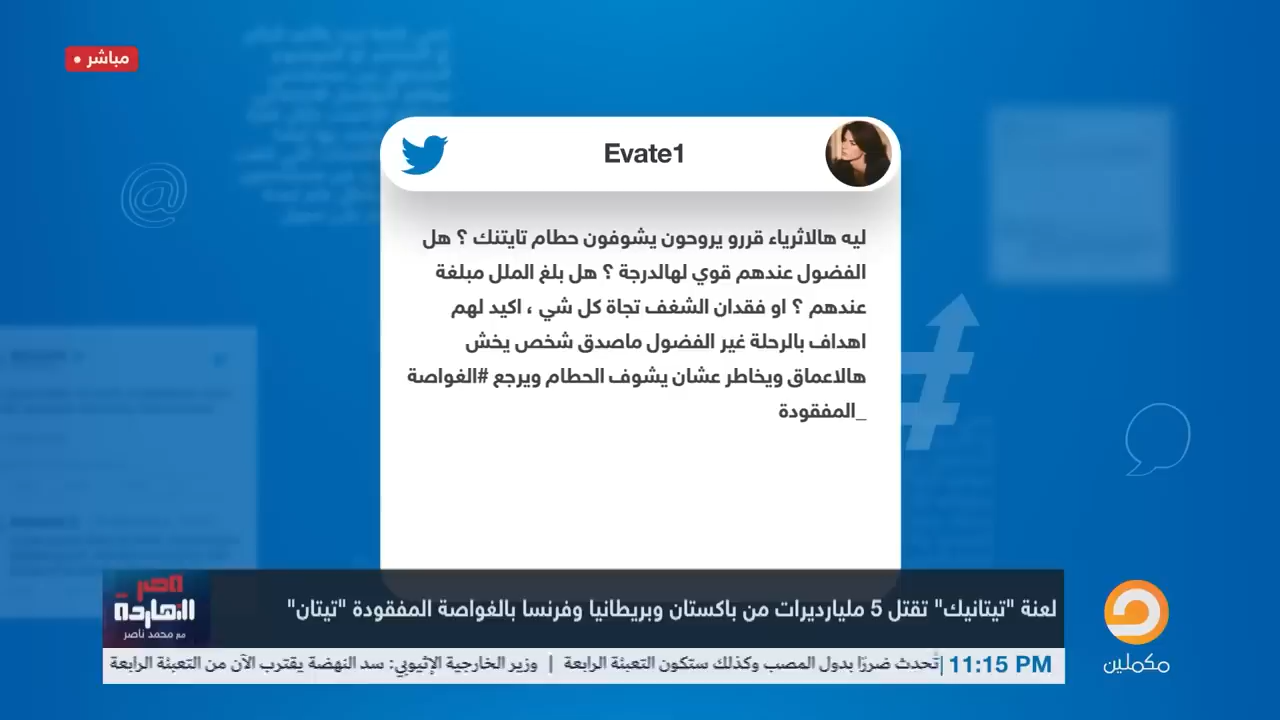 مباشر
Evate1
ليه هالاثرياء قررو يروحون يشوفون حطام تايتنك ؟ هل
الفضول عندهم قوي لهالدرجة ؟ هل بلغ الملل مبلغة
عندهم ؟ او فقدان الشغف تجاة كل شي ، اكيد لهم
اهداف بالرحلة غير الفضول ماصدق شخص يخش
هالاعماق ويخاطر عشان يشوف الحطام ويرجع #الغواصة
_المفقودة
لعنة "تيتانيك" تقتل 5 مليارديرات من باكستان وبريطانيا وفرنسا بالغواصة المفقودة "تيتان"
مصر
النهاردة
مع محمد ناصر
11:15 PM
تُحدث ضررًا بدول المصب وكذلك ستكون التعبئة الرابعة | وزير الخارجية الإثيوبي: سد النهضة يقترب الآن من التعبئة الرابعة
مكملين